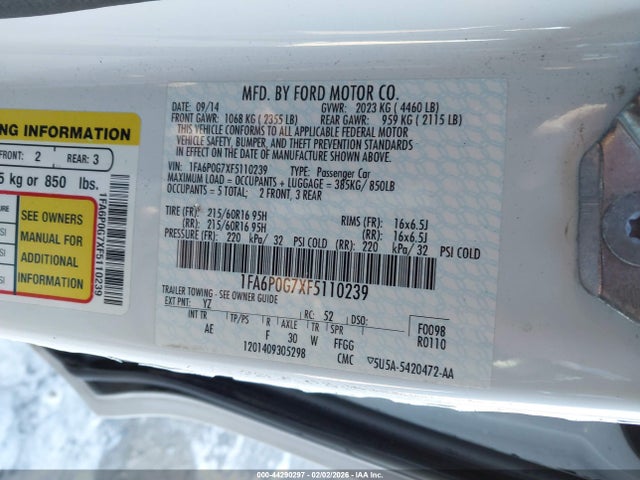 MFD. BY FORD MOTOR CO.
DATE: 09/14 GVWR: 2023 KG ( 4460 LB)
FRONT GAWR: 1068 KG ( 2355 LB) REAR GAWR: 959 KG ( 2115 LB)
THIS VEHICLE CONFORMS TO ALL APPLICABLE FEDERAL MOTOR
VEHICLE SAFETY, BUMPER, AND THEFT PREVENTION STANDARDS
IN EFFECT ON THE DATE OF MANUFACTURE SHOWN ABOVE.
VIN: 1FA6P0G7XF5110239 TYPE: Passenger Car
MAXIMUM LOAD = OCCUPANTS + LUGGAGE = 385KG/850LB
OCCUPANTS = 5 TOTAL; 2 FRONT, 3 REAR
TIRE (FR): 215/60R16 95H RIMS (FR): 16x6.5J
(RR): 215/60R16 95H (RR): 16x6.5J
PRESSURE (FR): 220 kPa/ 32 PSI COLD (RR): 220 kPa/ 32 PSI COLD
1FA6P0G7XF5110239
TRAILER TOWING - SEE OWNER GUIDE
EXT PNT: YZ RC: 52 DSO:
INT TR TP/PS R AXLE TR SPR
AE F 30 W FFGG
1201409305298 CMC
F0098
R0110
5U5A-5420472-AA
NG INFORMATION
FRONT: 2 REAR: 3
5 kg or 850 lbs.
SEE OWNERS
MANUAL FOR
ADDITIONAL
INFORMATION
1FA6P0G7XF5110239
000-44290297 - 02/02/2026 - IAA Inc.